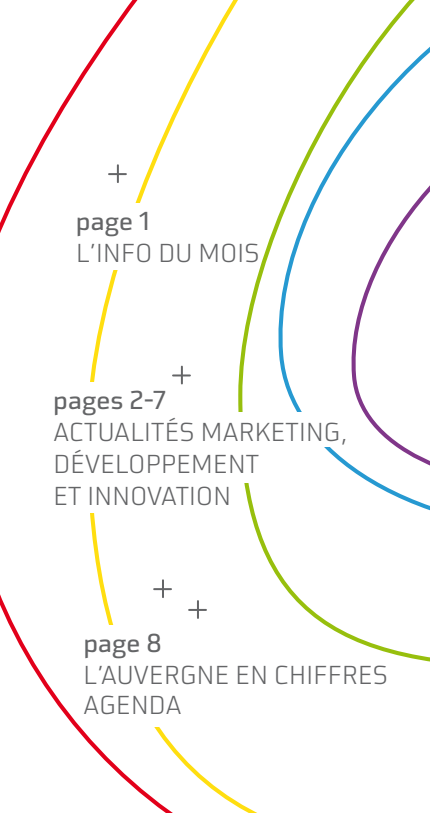 page 1
L'INFO DU MOIS
pages 2-7
ACTUALITÉS MARKETING,
DÉVELOPPEMENT
ET INNOVATION
page 8
L'AUVERGNE EN CHIFFRES
AGENDA